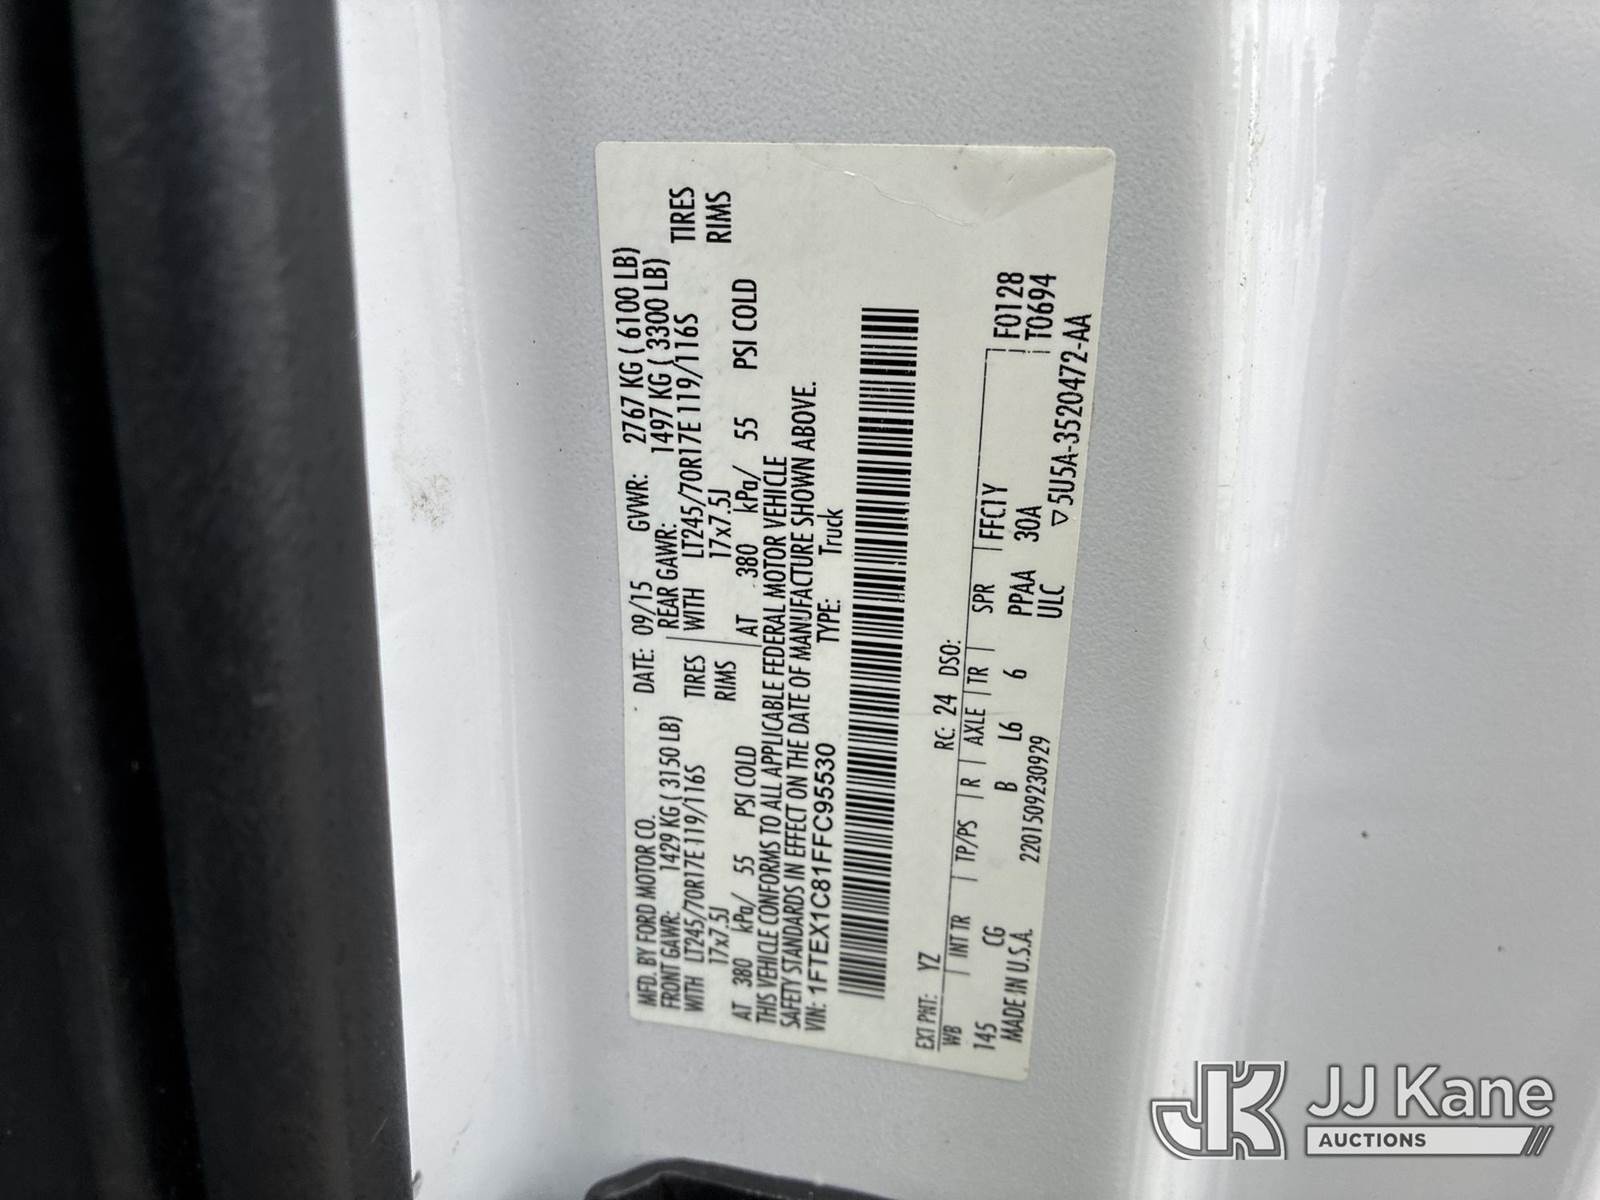 MFD. BY FORD MOTOR CO.
DATE: 09/15 GVWR: 2767 KG ( 6100 LB)
FRONT GAWR: 1429 KG ( 3150 LB) REAR GAWR: 1497 KG ( 3300 LB)
WITH LT245/70R17E 119/116S TIRES WITH LT245/70R17E 119/116S TIRES
17x7.5J RIMS 17x7.5J RIMS
AT 380 kPa/ 55 PSI COLD AT 380 kPa/ 55 PSI COLD
THIS VEHICLE CONFORMS TO ALL APPLICABLE FEDERAL MOTOR VEHICLE
SAFETY STANDARDS IN EFFECT ON THE DATE OF MANUFACTURE SHOWN ABOVE.
VIN: 1FTEX1C81FFC95530 TYPE: Truck
EXT PNT: YZ RC: 24 DSO:
WB INT TR TP/PS R AXLE TR SPR FFC1Y F0128
145 CG B L6 6 PPAA 30A T0694
MADE IN U.S.A. 2201509230929 ULC
▽5U5A-3520472-AA
JK JJ Kane
AUCTIONS